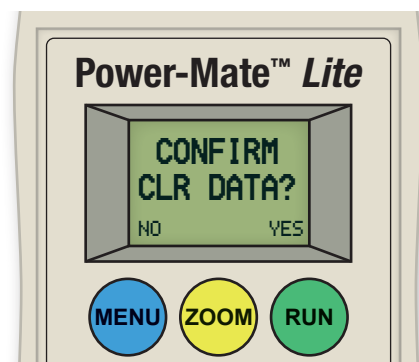 Power-Mate™ Lite
CONFIRM
CLR DATA?
NO YES
MENU ZOOM RUN